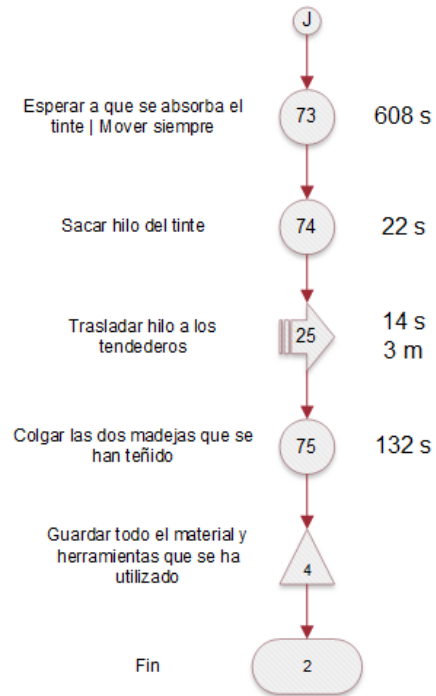 J
Esperar a que se absorba el
tinte | Mover siempre
73
608 s
Sacar hilo del tinte
74
22 s
Trasladar hilo a los
tendederos
25
14 s
3 m
Colgar las dos madejas que se
han teñido
75
132 s
Guardar todo el material y
herramientas que se ha
utilizado
4
Fin
2